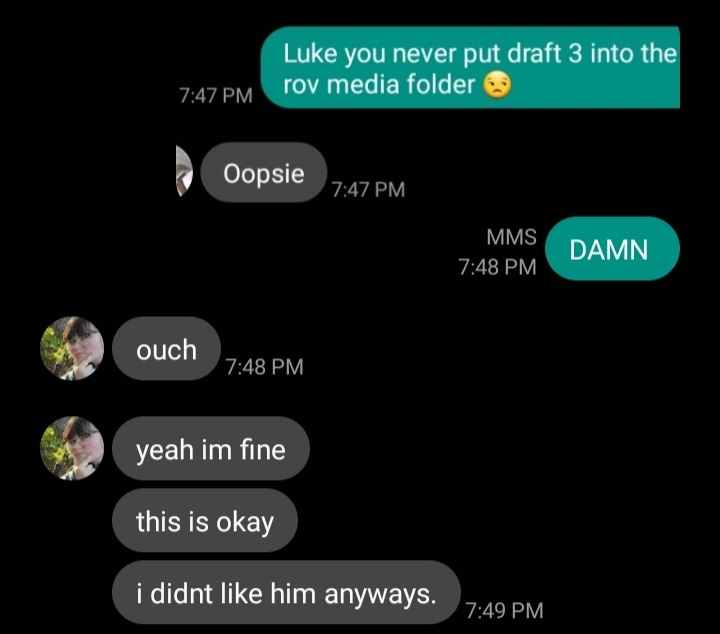 Luke you never put draft 3 into the
rov media folder 😒
7:47 PM
Oopsie
7:47 PM
MMS
7:48 PM
DAMN
ouch
7:48 PM
yeah im fine
this is okay
i didnt like him anyways.
7:49 PM